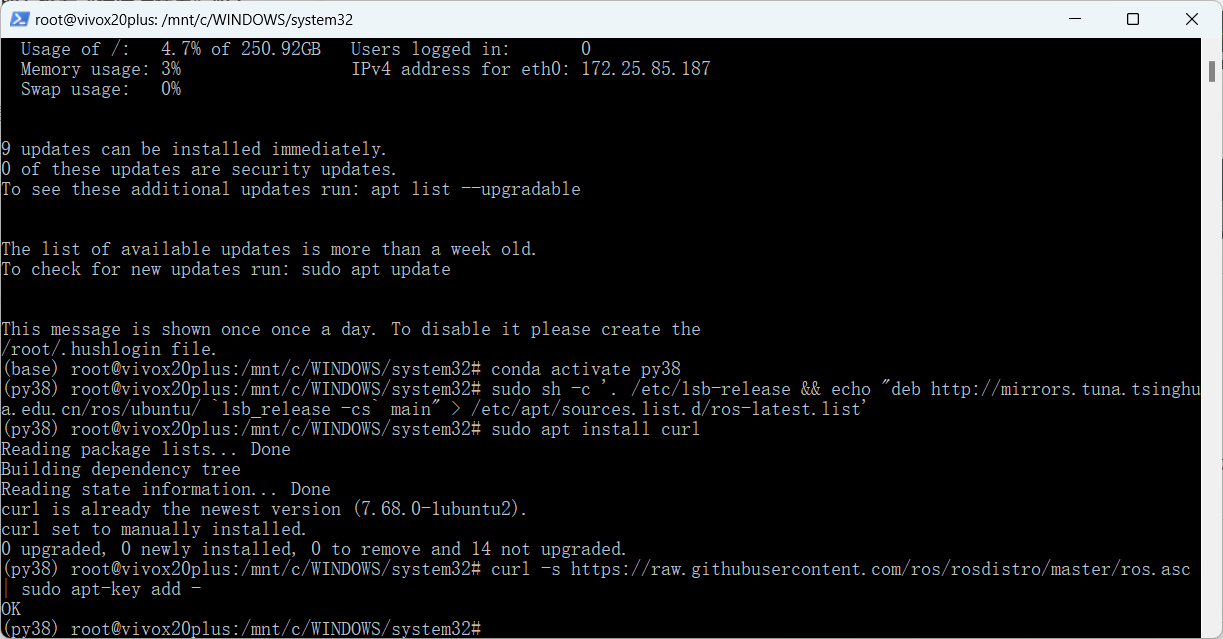 root@vivox20plus: /mnt/c/WINDOWS/system32
Usage of /:   4.7% of 250.92GB   Users logged in:       0
Memory usage: 3%                 IPv4 address for eth0: 172.25.85.187
Swap usage:   0%
9 updates can be installed immediately.
0 of these updates are security updates.
To see these additional updates run: apt list --upgradable
The list of available updates is more than a week old.
To check for new updates run: sudo apt update
This message is shown once once a day. To disable it please create the
/root/.hushlogin file.
(base) root@vivox20plus:/mnt/c/WINDOWS/system32# conda activate py38
(py38) root@vivox20plus:/mnt/c/WINDOWS/system32# sudo sh -c '. /etc/lsb-release && echo "deb http://mirrors.tuna.tsinghu
a.edu.cn/ros/ubuntu/ `lsb_release -cs` main" > /etc/apt/sources.list.d/ros-latest.list'
(py38) root@vivox20plus:/mnt/c/WINDOWS/system32# sudo apt install curl
Reading package lists... Done
Building dependency tree
Reading state information... Done
curl is already the newest version (7.68.0-1ubuntu2).
curl set to manually installed.
0 upgraded, 0 newly installed, 0 to remove and 14 not upgraded.
(py38) root@vivox20plus:/mnt/c/WINDOWS/system32# curl -s https://raw.githubusercontent.com/ros/rosdistro/master/ros.asc
| sudo apt-key add -
OK
(py38) root@vivox20plus:/mnt/c/WINDOWS/system32#